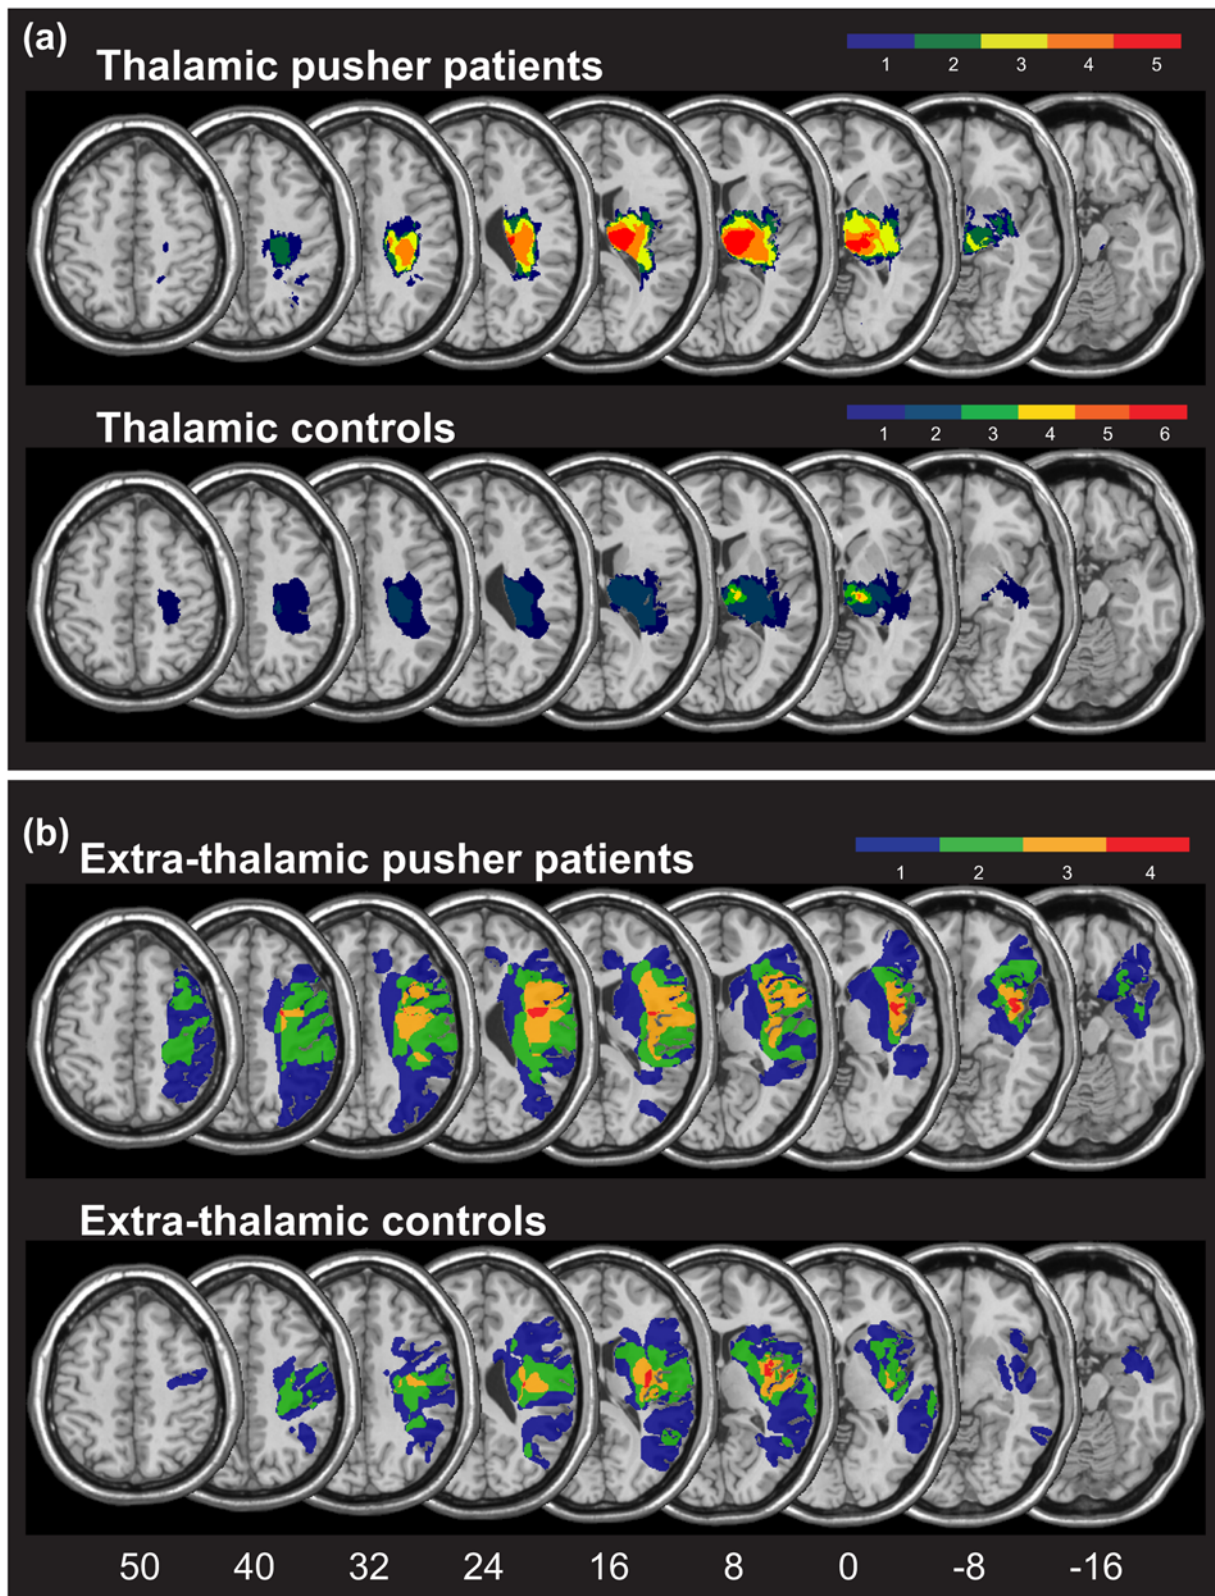 (a)
Thalamic pusher patients
1 2 3 4 5
Thalamic controls
1 2 3 4 5 6
(b)
Extra-thalamic pusher patients
1 2 3 4
Extra-thalamic controls
50 40 32 24 16 8 0 -8 -16